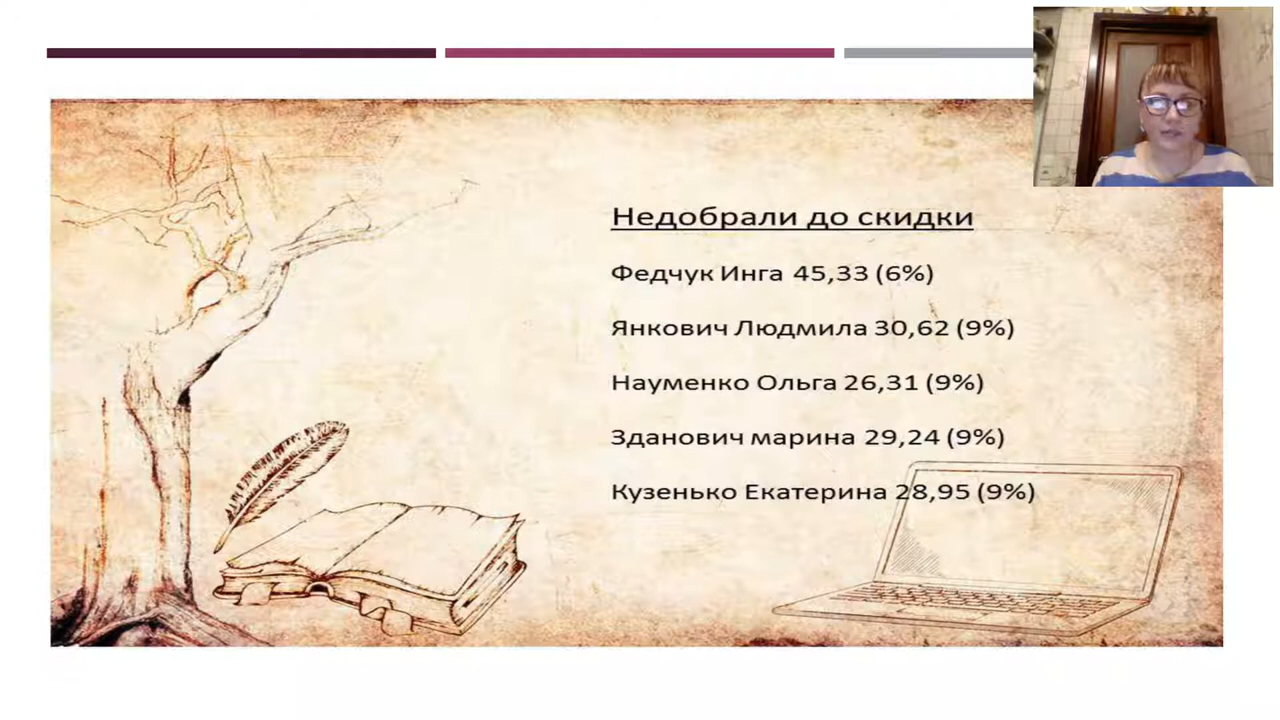 Недобрали до скидки
Федчук Инга 45,33 (6%)
Янкович Людмила 30,62 (9%)
Науменко Ольга 26,31 (9%)
Зданович марина 29,24 (9%)
Кузенько Екатерина 28,95 (9%)